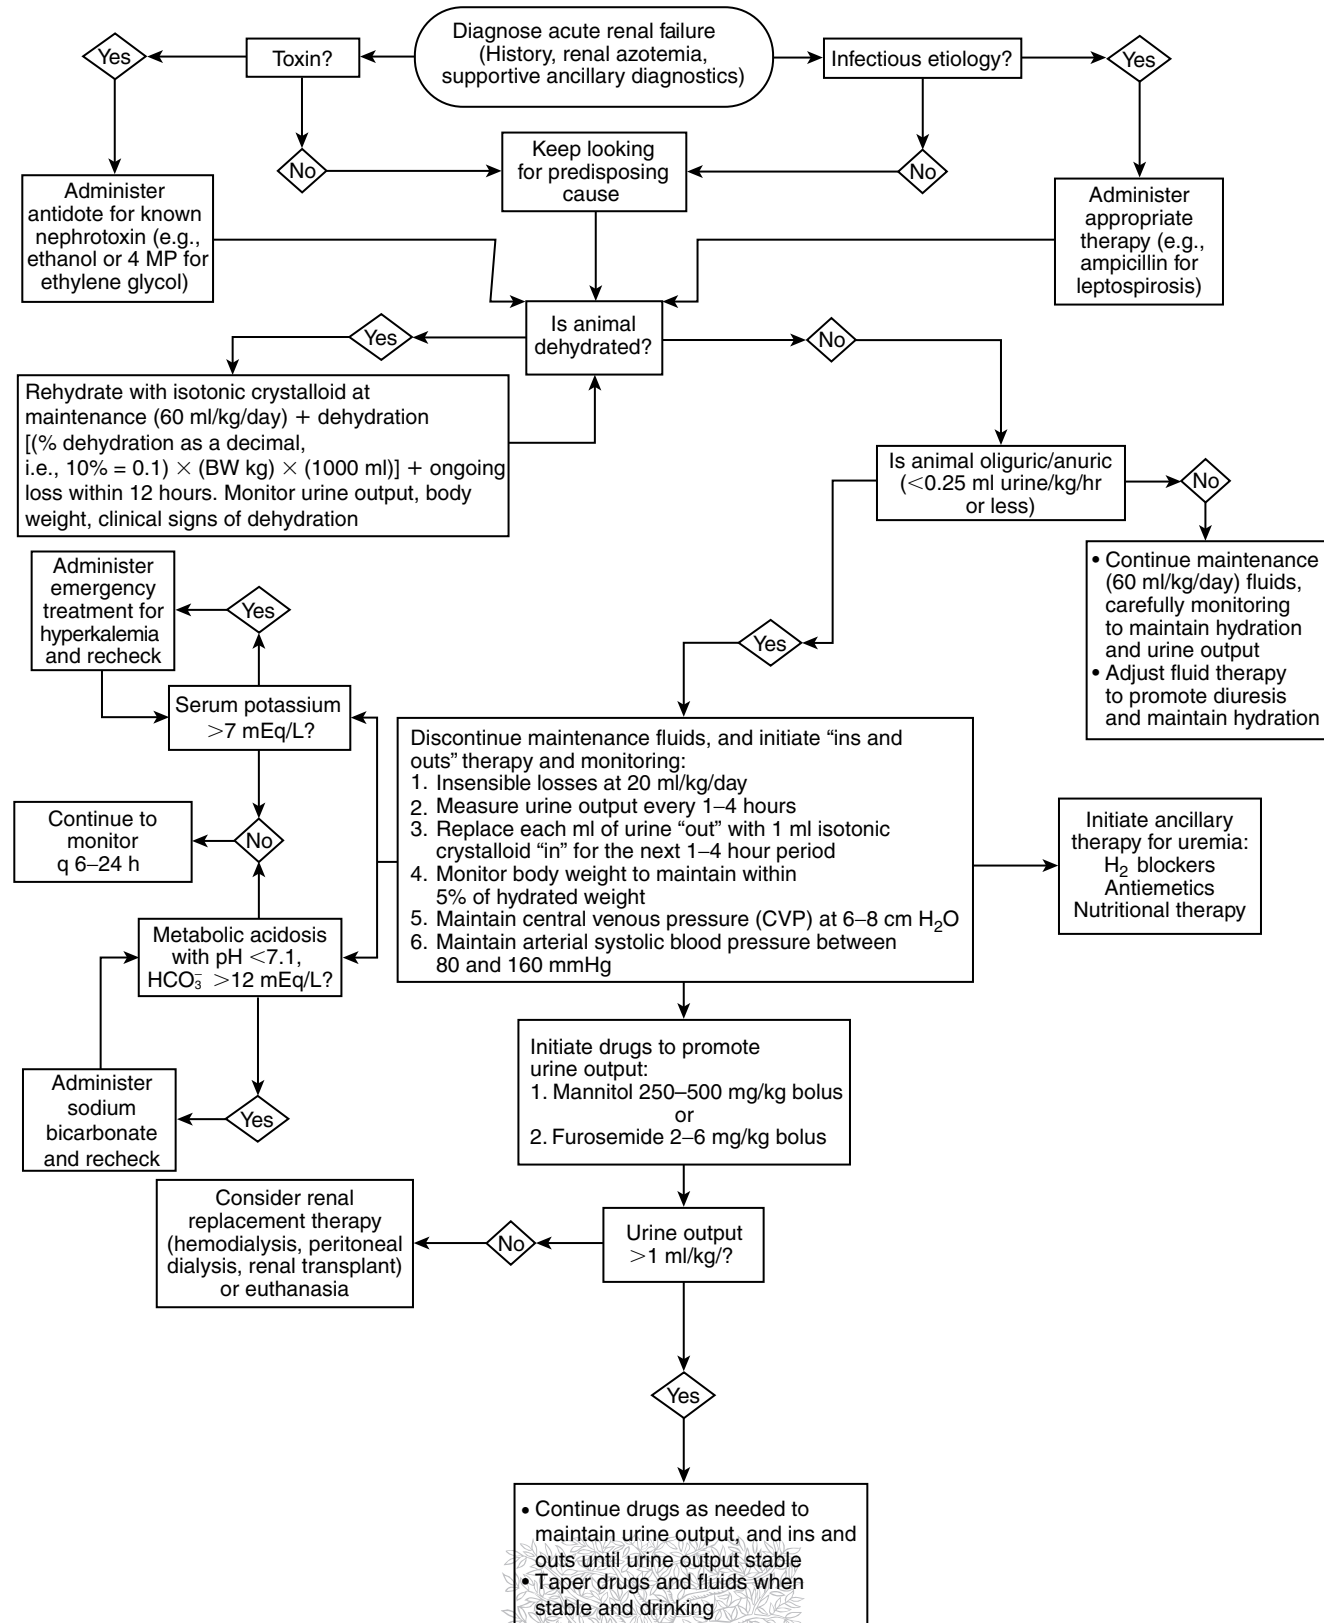 Diagnose acute renal failure
(History, renal azotemia,
supportive ancillary diagnostics)
Toxin?
Yes
Infectious etiology?
Yes
No
Keep looking
for predisposing
cause
No
Administer
antidote for known
nephrotoxin (e.g.,
ethanol or 4 MP for
ethylene glycol)
Administer
appropriate
therapy (e.g.,
ampicillin for
leptospirosis)
Is animal
dehydrated?
Yes
No
Rehydrate with isotonic crystalloid at
maintenance (60 ml/kg/day) + dehydration
[(% dehydration as a decimal,
i.e., 10% = 0.1) × (BW kg) × (1000 ml)] + ongoing
loss within 12 hours. Monitor urine output, body
weight, clinical signs of dehydration
Is animal oliguric/anuric
(<0.25 ml urine/kg/hr
or less)
No
• Continue maintenance
(60 ml/kg/day) fluids,
carefully monitoring
to maintain hydration
and urine output
• Adjust fluid therapy
to promote diuresis
and maintain hydration
Yes
Administer
emergency
treatment for
hyperkalemia
and recheck
Yes
Serum potassium
>7 mEq/L?
Continue to
monitor
q 6–24 h
No
Metabolic acidosis
with pH <7.1,
HCO₃⁻ >12 mEq/L?
Administer
sodium
bicarbonate
and recheck
Yes
Discontinue maintenance fluids, and initiate “ins and
outs” therapy and monitoring:
1. Insensible losses at 20 ml/kg/day
2. Measure urine output every 1–4 hours
3. Replace each ml of urine “out” with 1 ml isotonic
crystalloid “in” for the next 1–4 hour period
4. Monitor body weight to maintain within
5% of hydrated weight
5. Maintain central venous pressure (CVP) at 6–8 cm H₂O
6. Maintain arterial systolic blood pressure between
80 and 160 mmHg
Initiate ancillary
therapy for uremia:
H₂ blockers
Antiemetics
Nutritional therapy
Initiate drugs to promote
urine output:
1. Mannitol 250–500 mg/kg bolus
or
2. Furosemide 2–6 mg/kg bolus
Urine output
>1 ml/kg/?
No
Consider renal
replacement therapy
(hemodialysis, peritoneal
dialysis, renal transplant)
or euthanasia
Yes
• Continue drugs as needed to
maintain urine output, and ins and
outs until urine output stable
• Taper drugs and fluids when
stable and drinking